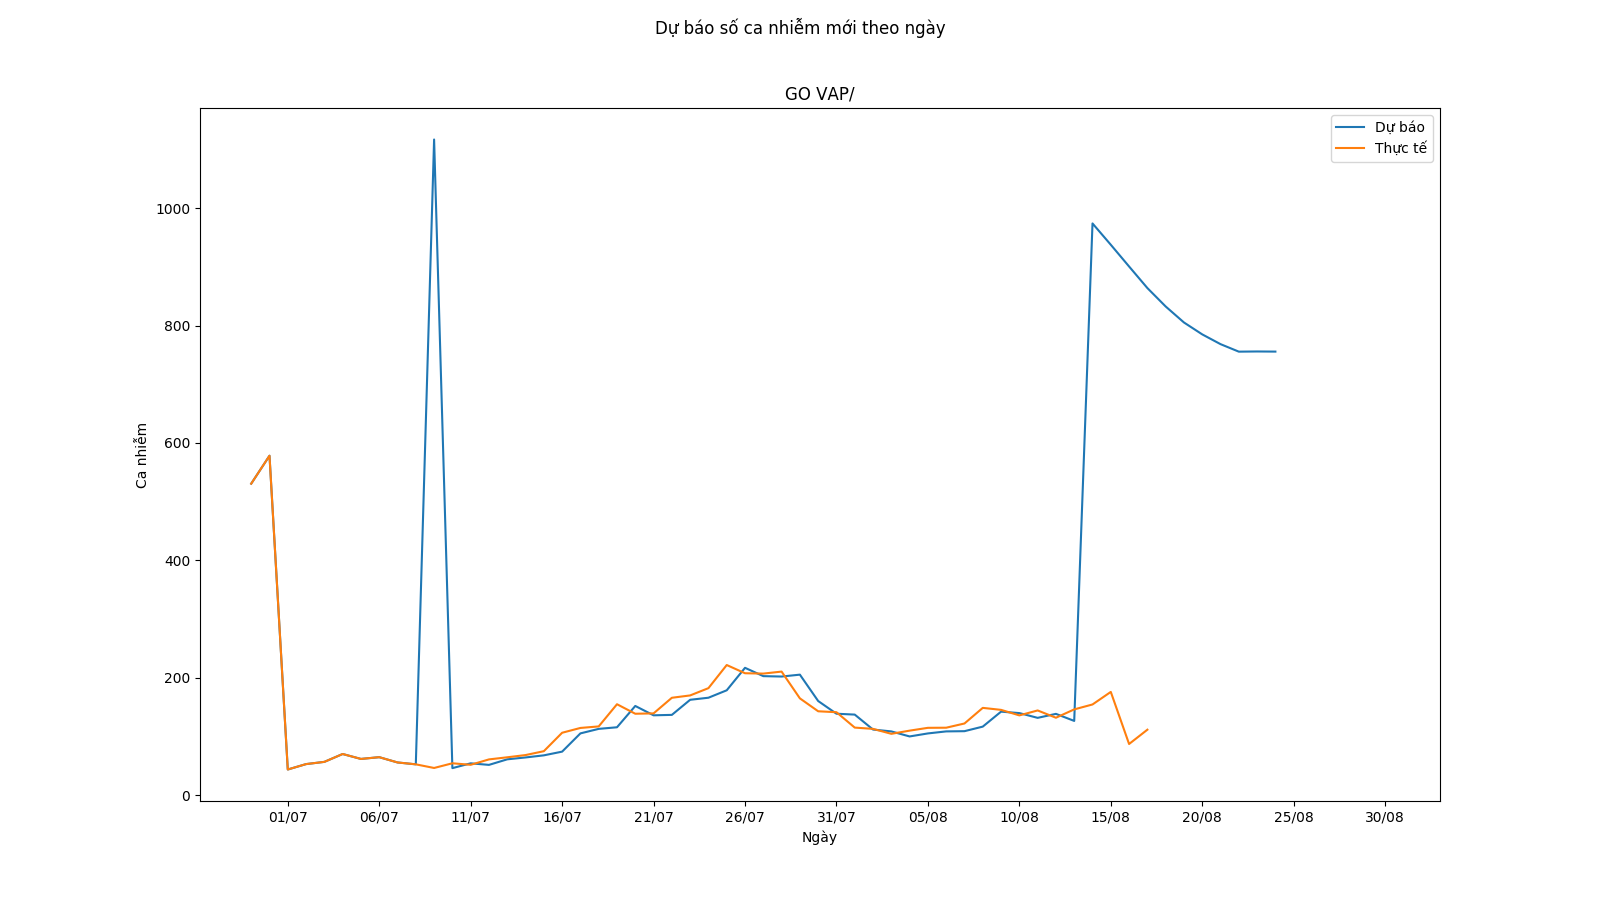 Dự báo số ca nhiễm mới theo ngày
GO VAP/
Dự báo
Thực tế
1000
800
600
400
200
0
Ca nhiễm
01/07 06/07 11/07 16/07 21/07 26/07 31/07 05/08 10/08 15/08 20/08 25/08 30/08
Ngày